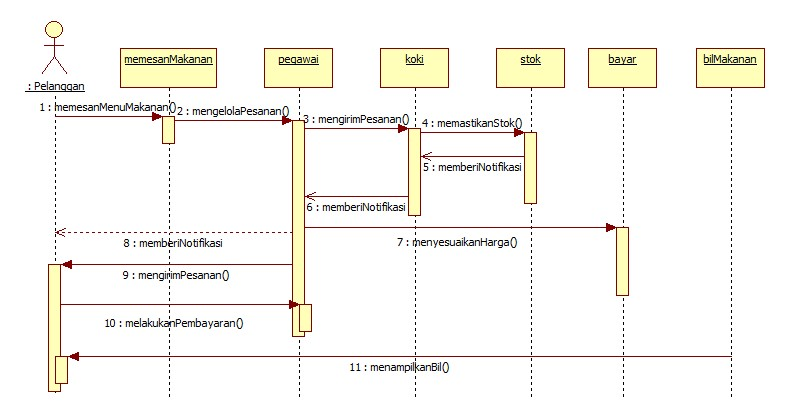 : Pelanggan
memesanMakanan
pegawai
koki
stok
bayar
bilMakanan
1 : memesanMenuMakanan()
2 : mengelolaPesanan()
3 : mengirimPesanan()
4 : memastikanStok()
5 : memberiNotifikasi
6 : memberiNotifikasi
7 : menyesuaikanHarga()
8 : memberiNotifikasi
9 : mengirimPesanan()
10 : melakukanPembayaran()
11 : menampilkanBil()